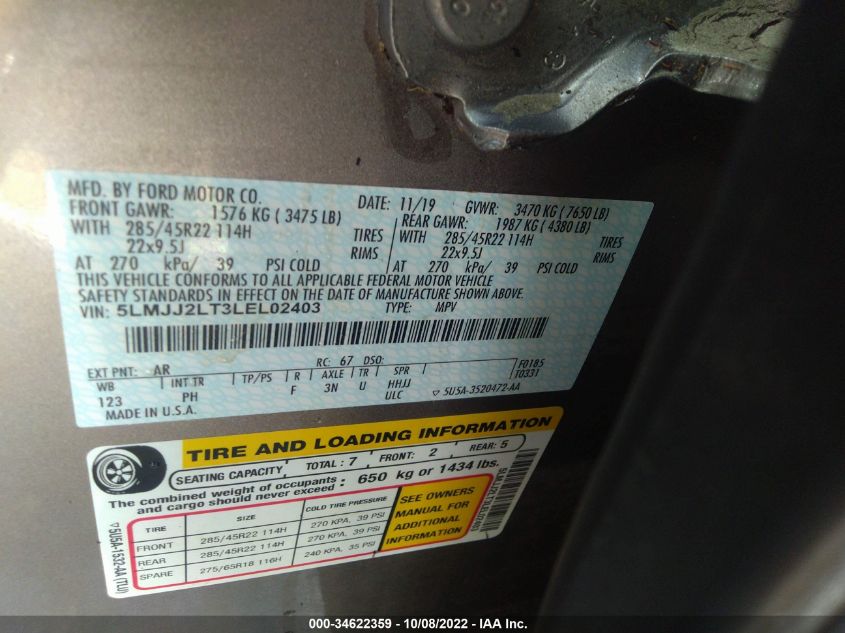 MFD. BY FORD MOTOR CO.
DATE: 11/19 GVWR: 3470 KG ( 7650 LB)
FRONT GAWR: 1576 KG ( 3475 LB)
REAR GAWR: 1987 KG ( 4380 LB)
WITH 285/45R22 114H TIRES
WITH 285/45R22 114H TIRES
22x9.5J RIMS
22x9.5J RIMS
AT 270 kPa/ 39 PSI COLD
AT 270 kPa/ 39 PSI COLD
THIS VEHICLE CONFORMS TO ALL APPLICABLE FEDERAL MOTOR VEHICLE
SAFETY STANDARDS IN EFFECT ON THE DATE OF MANUFACTURE SHOWN ABOVE.
VIN: 5LMJJ2LT3LEL02403 TYPE: MPV
EXT PNT: AR RC: 67 DSO: F0185
WB INT TR TP/PS R AXLE TR SPR T0331
123 PH F 3N U HHJJ
ULC ▽ 5U5A-3520472-AA
MADE IN U.S.A.
TIRE AND LOADING INFORMATION
SEATING CAPACITY TOTAL : 7 FRONT: 2 REAR: 5
The combined weight of occupants
and cargo should never exceed : 650 kg or 1434 lbs.
TIRE SIZE COLD TIRE PRESSURE
FRONT 285/45R22 114H 270 KPA, 39 PSI
REAR 285/45R22 114H 270 KPA, 39 PSI
SPARE 275/65R18 116H 240 KPA, 35 PSI
SEE OWNERS
MANUAL FOR
ADDITIONAL
INFORMATION
▽ 5U5A-1532-AA (TLU)
5LMJJ2LT3LEL02403
000-34622359 - 10/08/2022 - IAA Inc.